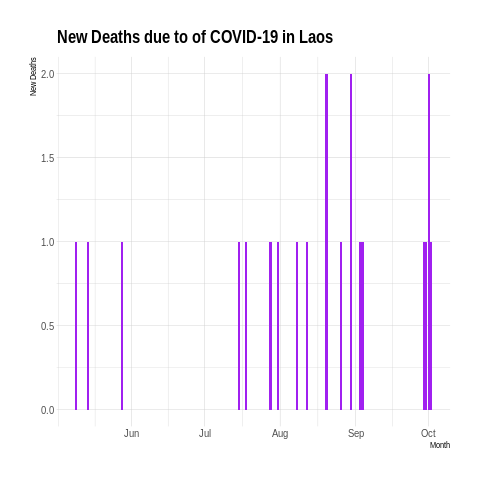 New Deaths due to of COVID-19 in Laos
New Deaths
2.0
1.5
1.0
0.5
0.0
Jun Jul Aug Sep Oct
Month